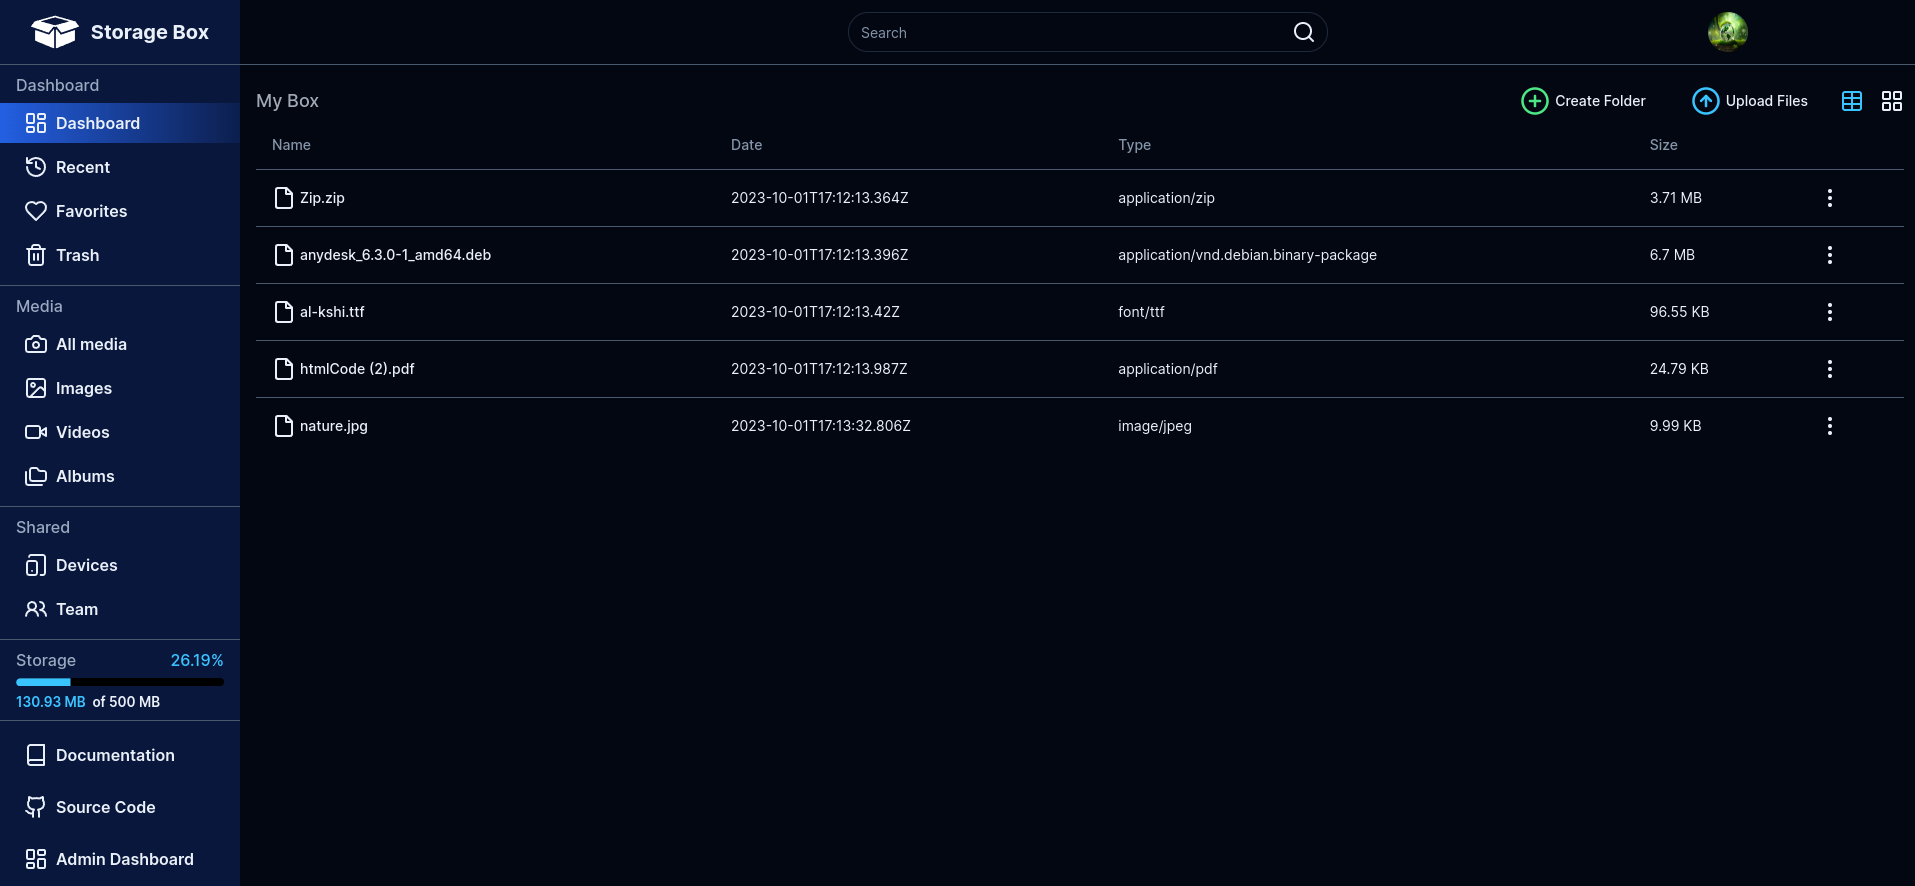 Storage Box
Search
Dashboard
Dashboard
Recent
Favorites
Trash
Media
All media
Images
Videos
Albums
Shared
Devices
Team
Storage 26.19%
130.93 MB of 500 MB
Documentation
Source Code
Admin Dashboard
My Box Create Folder Upload Files
Name Date Type Size
Zip.zip 2023-10-01T17:12:13.364Z application/zip 3.71 MB
anydesk_6.3.0-1_amd64.deb 2023-10-01T17:12:13.396Z application/vnd.debian.binary-package 6.7 MB
al-kshi.ttf 2023-10-01T17:12:13.42Z font/ttf 96.55 KB
htmlCode (2).pdf 2023-10-01T17:12:13.987Z application/pdf 24.79 KB
nature.jpg 2023-10-01T17:13:32.806Z image/jpeg 9.99 KB